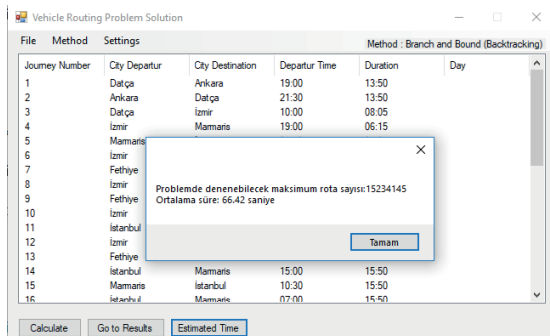 Vehicle Routing Problem Solution
File Method Settings Method : Branch and Bound (Backtracking)
Journey Number City Departur City Destination Departur Time Duration Day
1 Datça Ankara 19:00 13:50
2 Ankara Datça 21:30 13:50
3 Datça İzmir 10:00 08:05
4 İzmir Marmaris 19:00 06:15
5 Marmaris
6 İzmir
7 Fethiye
8 İzmir
9 Fethiye
10 İzmir
11 İstanbul
12 İzmir
13 Fethiye
Problemde denenebilecek maksimum rota sayısı:15234145
Ortalama süre: 66.42 saniye
Tamam
14 İstanbul Marmaris 15:00 15:50
15 Marmaris İstanbul 10:30 15:50
16 İstanbul Marmaris 07:00 15:50
Calculate Go to Results Estimated Time